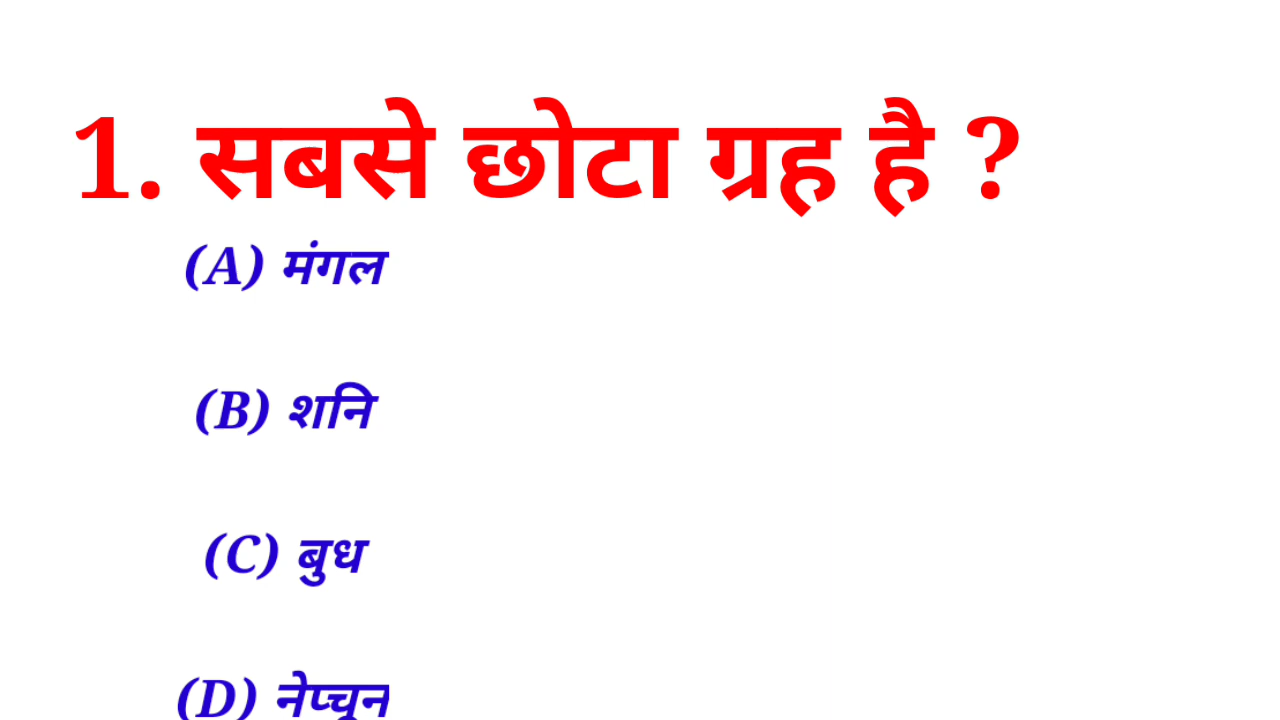 1. सबसे छोटा ग्रह है ?
(A) मंगल
(B) शनि
(C) बुध
(D) नेप्चून